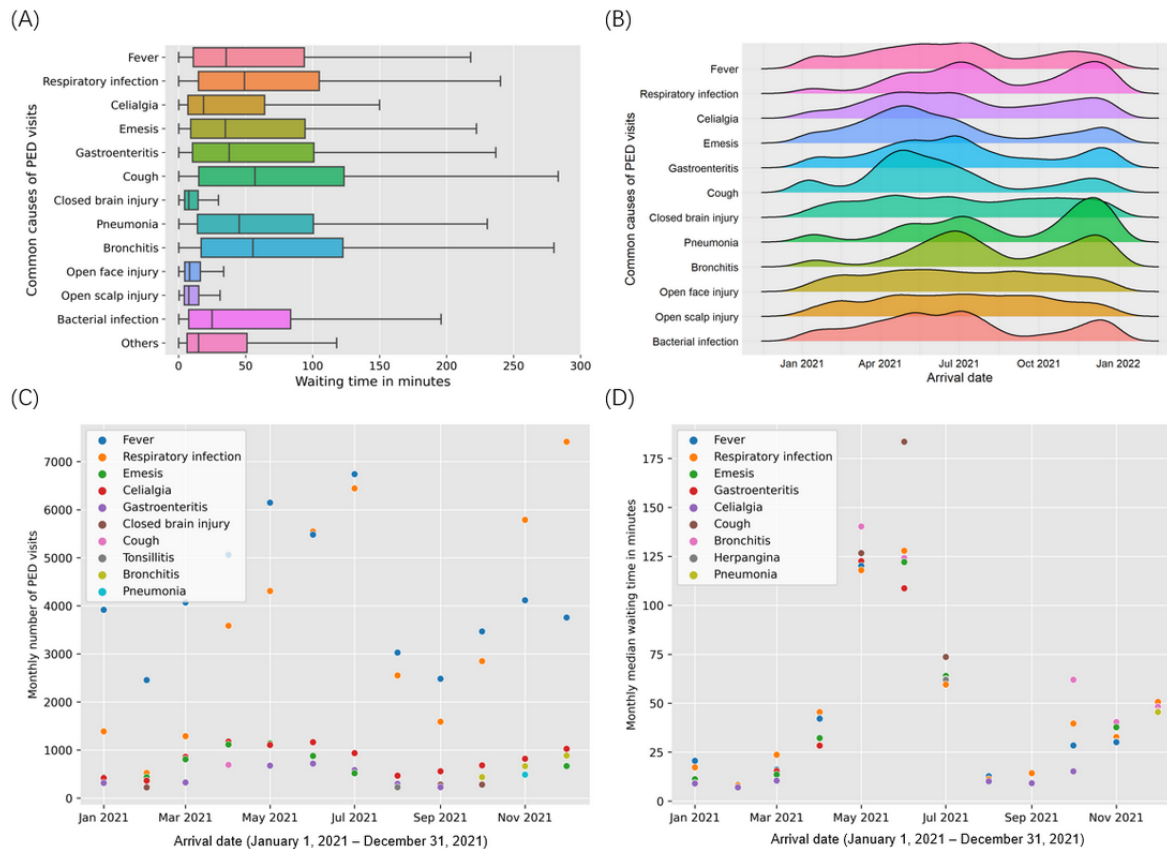 (A)
Common causes of PED visits
Fever
Respiratory infection
Celialgia
Emesis
Gastroenteritis
Cough
Closed brain injury
Pneumonia
Bronchitis
Open face injury
Open scalp injury
Bacterial infection
Others
0 50 100 150 200 250 300
Waiting time in minutes
(B)
Common causes of PED visits
Fever
Respiratory infection
Celialgia
Emesis
Gastroenteritis
Cough
Closed brain injury
Pneumonia
Bronchitis
Open face injury
Open scalp injury
Bacterial infection
Jan 2021 Apr 2021 Jul 2021 Oct 2021 Jan 2022
Arrival date
(C)
Monthly number of PED visits
7000
6000
5000
4000
3000
2000
1000
0
Fever
Respiratory infection
Emesis
Celialgia
Gastroenteritis
Closed brain injury
Cough
Tonsillitis
Bronchitis
Pneumonia
Jan 2021 Mar 2021 May 2021 Jul 2021 Sep 2021 Nov 2021
Arrival date (January 1, 2021 – December 31, 2021)
(D)
Monthly median waiting time in minutes
175
150
125
100
75
50
25
0
Fever
Respiratory infection
Emesis
Gastroenteritis
Celialgia
Cough
Bronchitis
Herpangina
Pneumonia
Jan 2021 Mar 2021 May 2021 Jul 2021 Sep 2021 Nov 2021
Arrival date (January 1, 2021 – December 31, 2021)